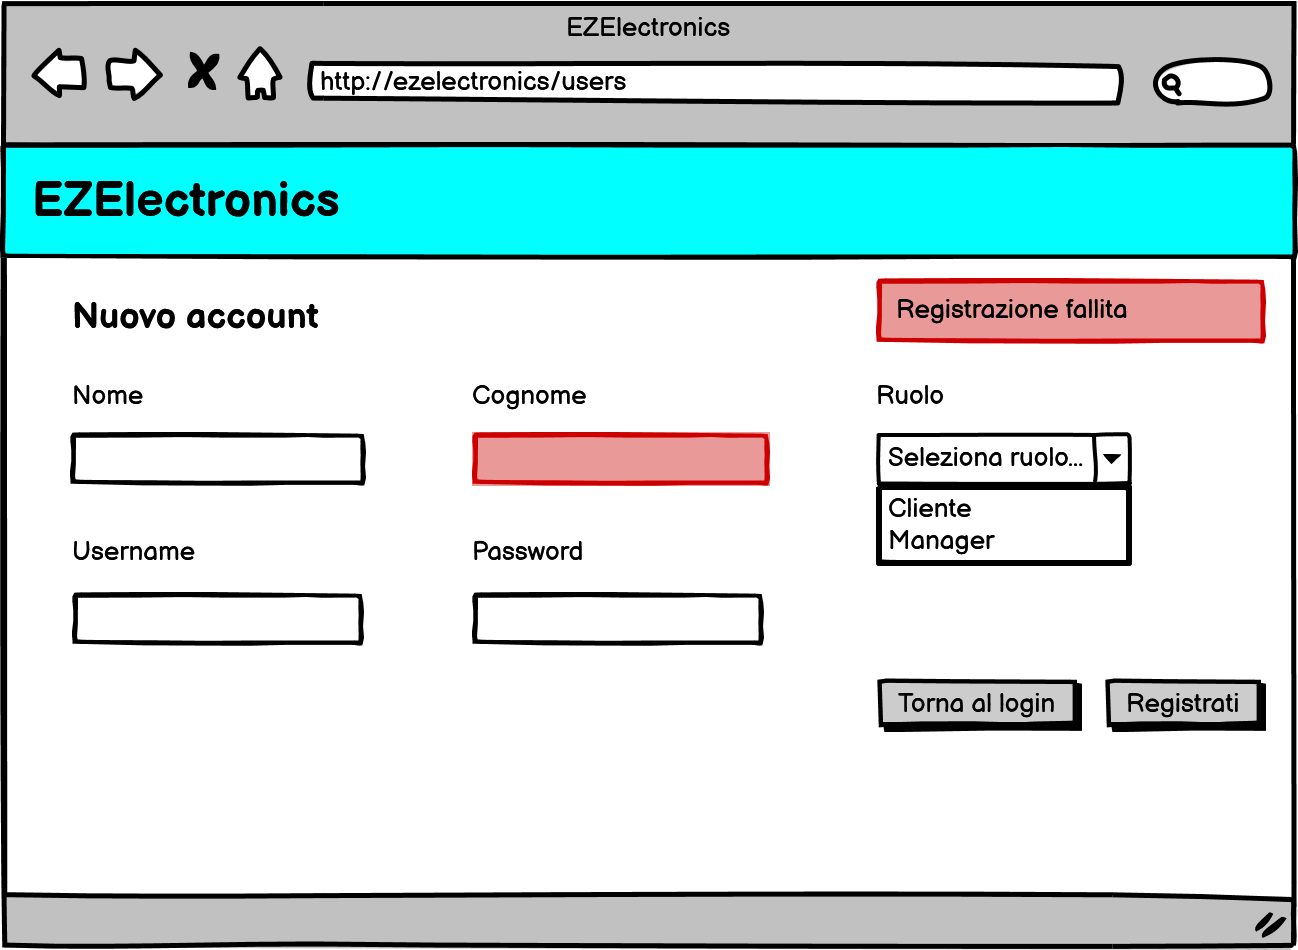 EZElectronics
http://ezelectronics/users
EZElectronics
Nuovo account
Registrazione fallita
Nome
Cognome
Ruolo
Seleziona ruolo...
Cliente
Manager
Username
Password
Torna al login
Registrati